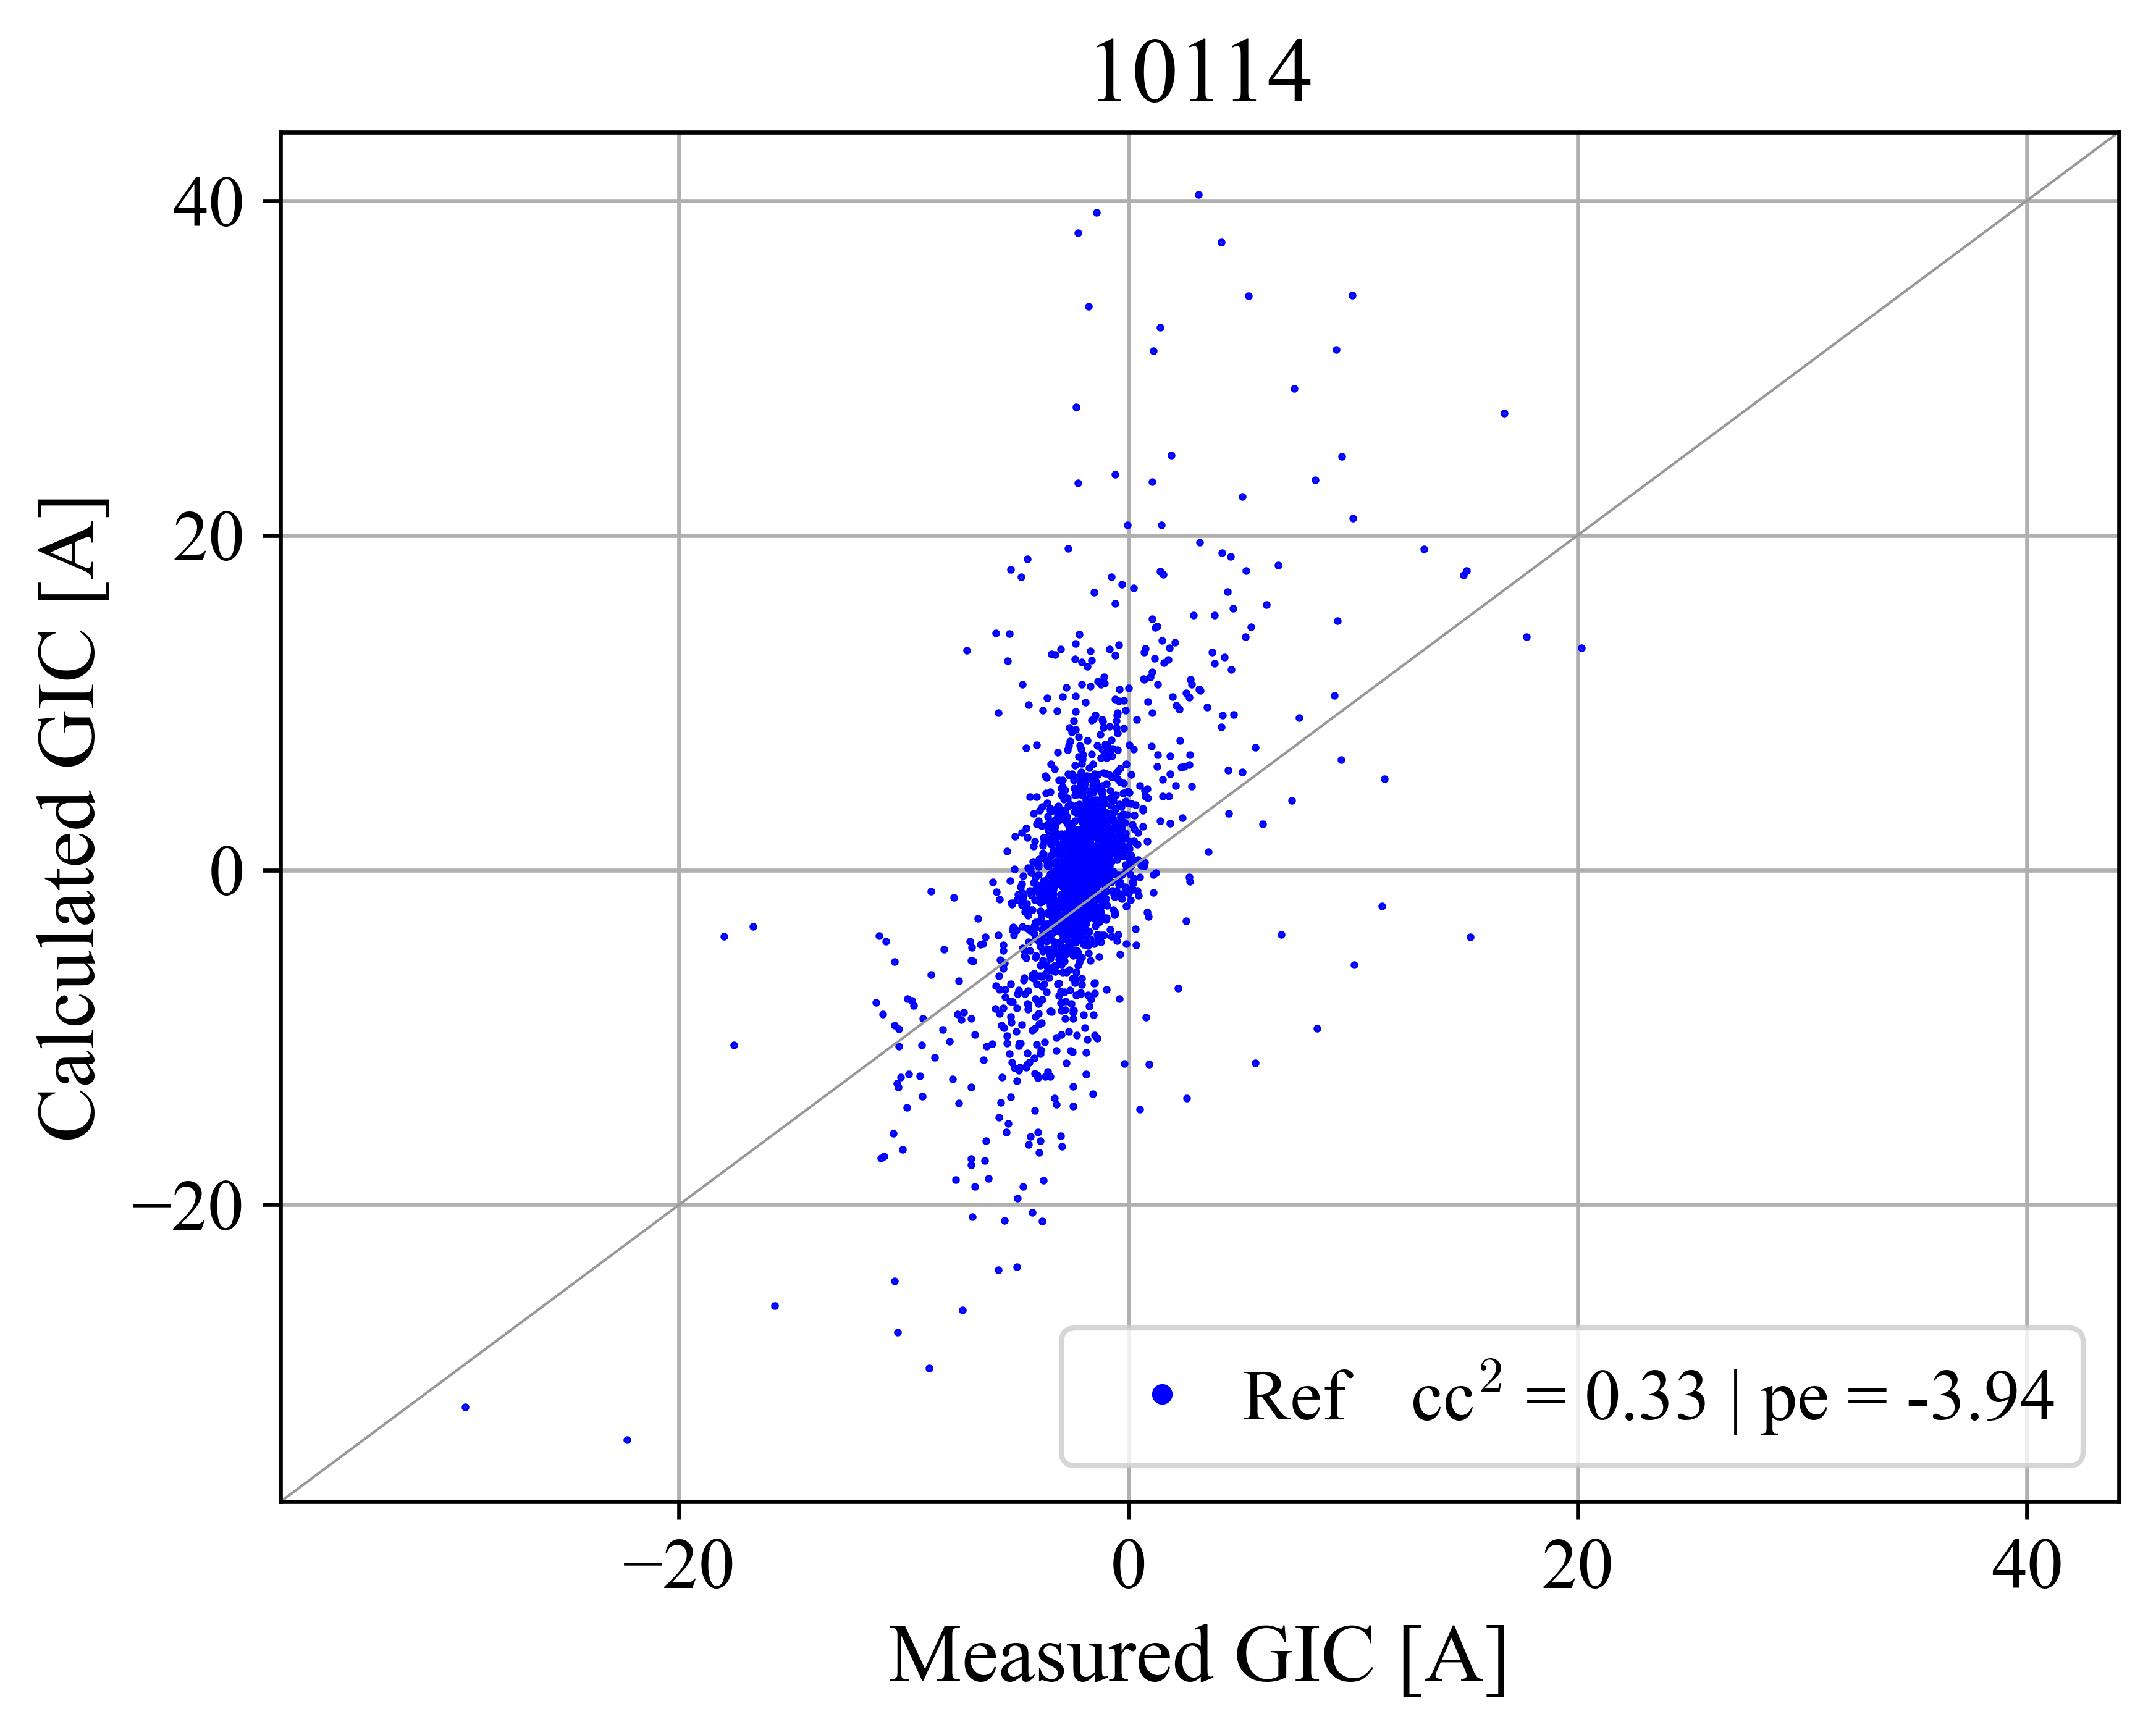 10114
40
20
0
−20
Calculated GIC [A]
Ref cc² = 0.33 | pe = -3.94
−20 0 20 40
Measured GIC [A]